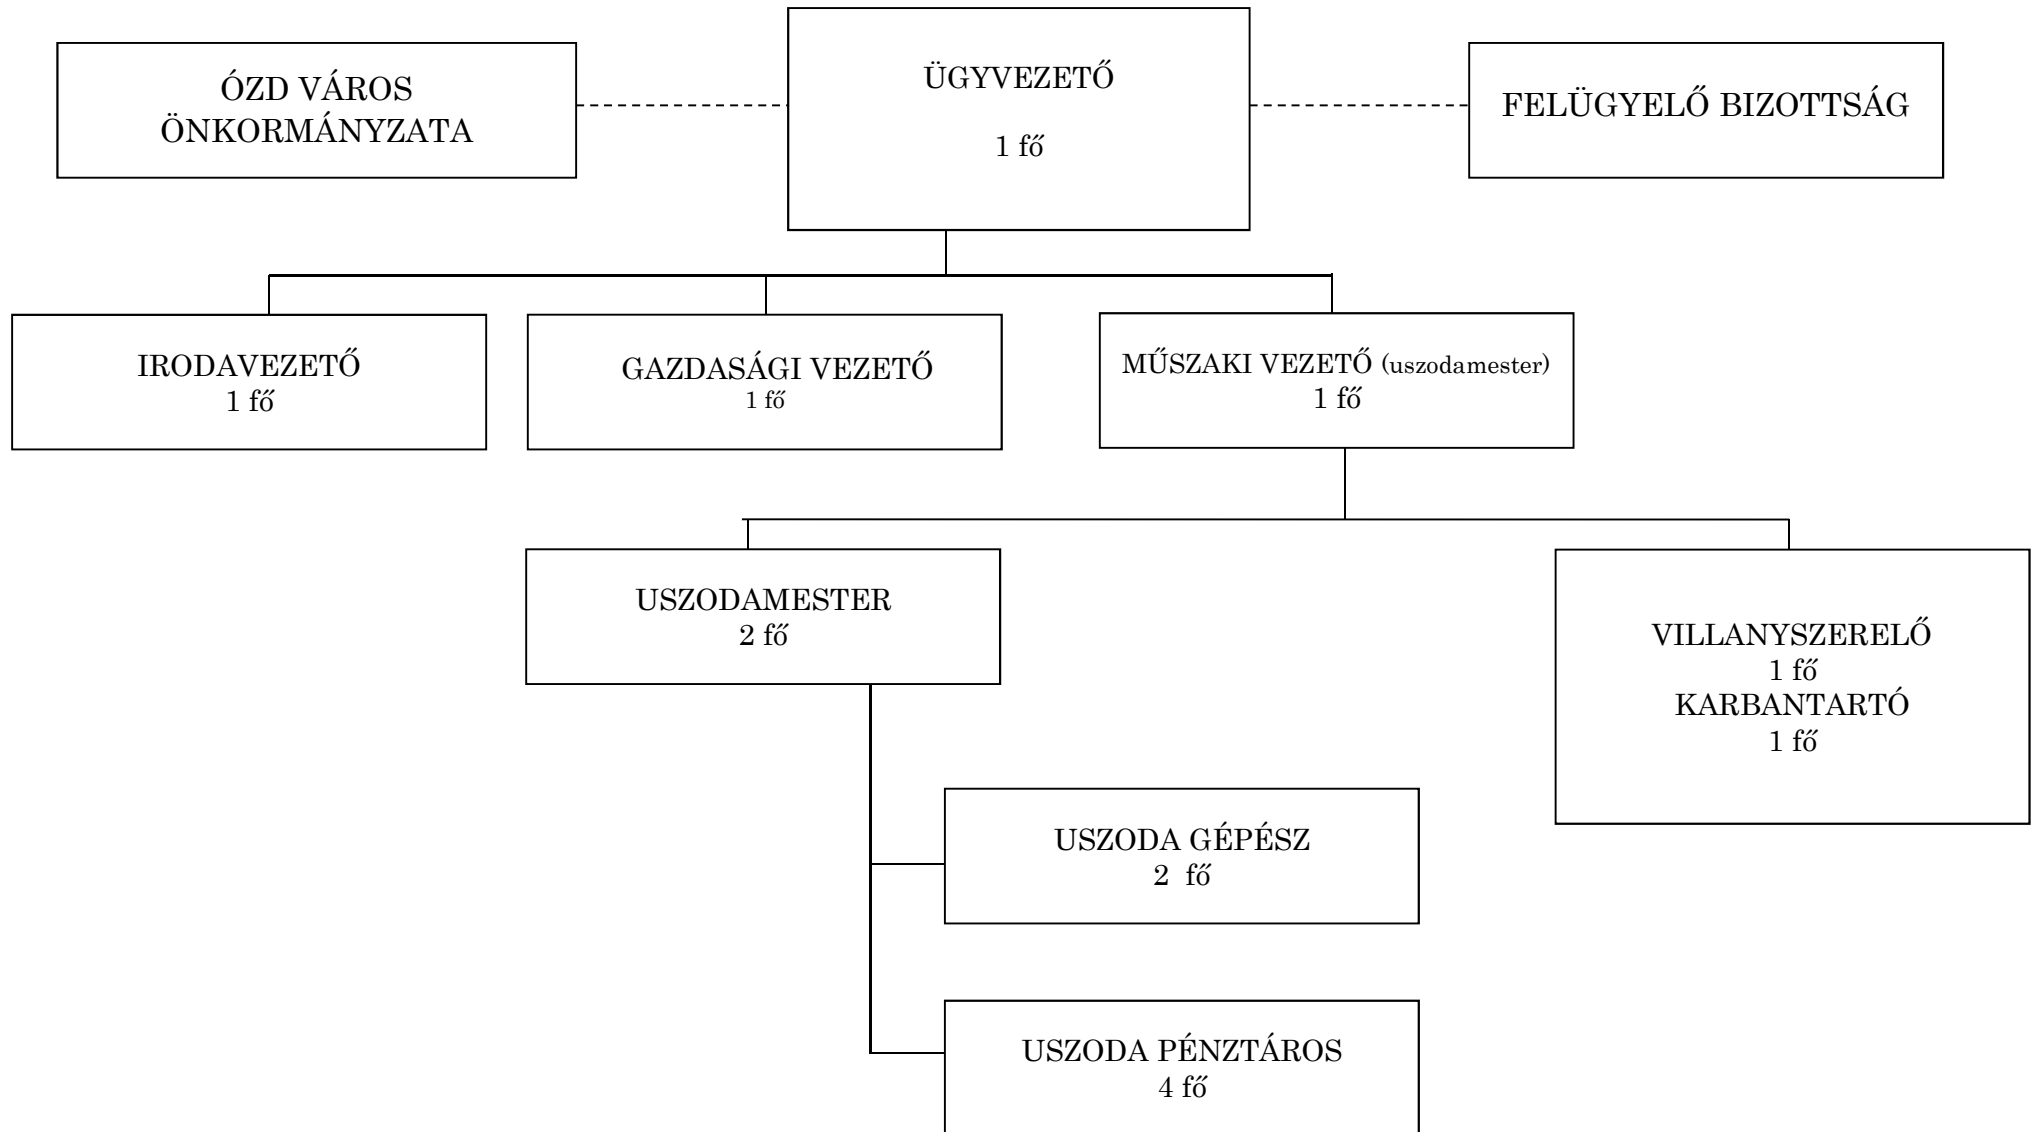 ÓZD VÁROS
ÖNKORMÁNYZATA
ÜGYVEZETŐ
1 fő
FELÜGYELŐ BIZOTTSÁG
IRODAVEZETŐ
1 fő
GAZDASÁGI VEZETŐ
1 fő
MŰSZAKI VEZETŐ (uszodamester)
1 fő
USZODAMESTER
2 fő
VILLANYSZERELŐ
1 fő
KARBANTARTÓ
1 fő
USZODA GÉPÉSZ
2 fő
USZODA PÉNZTÁROS
4 fő